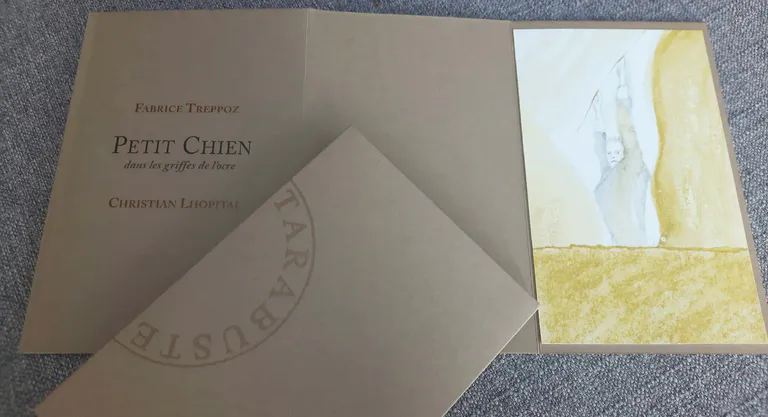 FABRICE TREPPOZ
PETIT CHIEN
dans les griffes de l'ocre
CHRISTIAN LHOPITAL
TARABUSTE